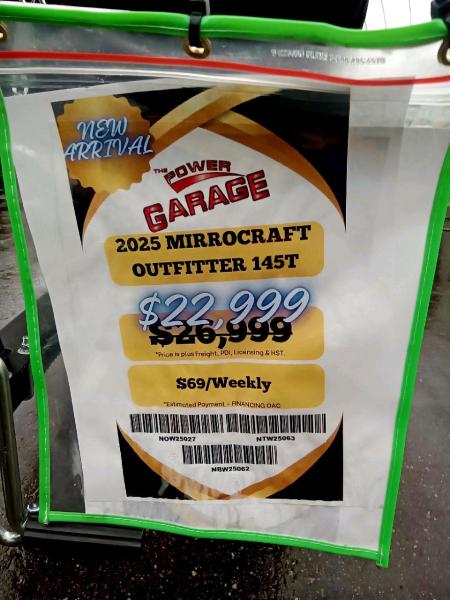 NEW
ARRIVAL
THE POWER
GARAGE
2025 MIRROCRAFT
OUTFITTER 145T
$22,999
$26,999
*Price is plus Freight, PDI, Licensing & HST.
$69/Weekly
*Estimated Payment - FINANCING OAC
NOW25027
NTW25063
NBW25062